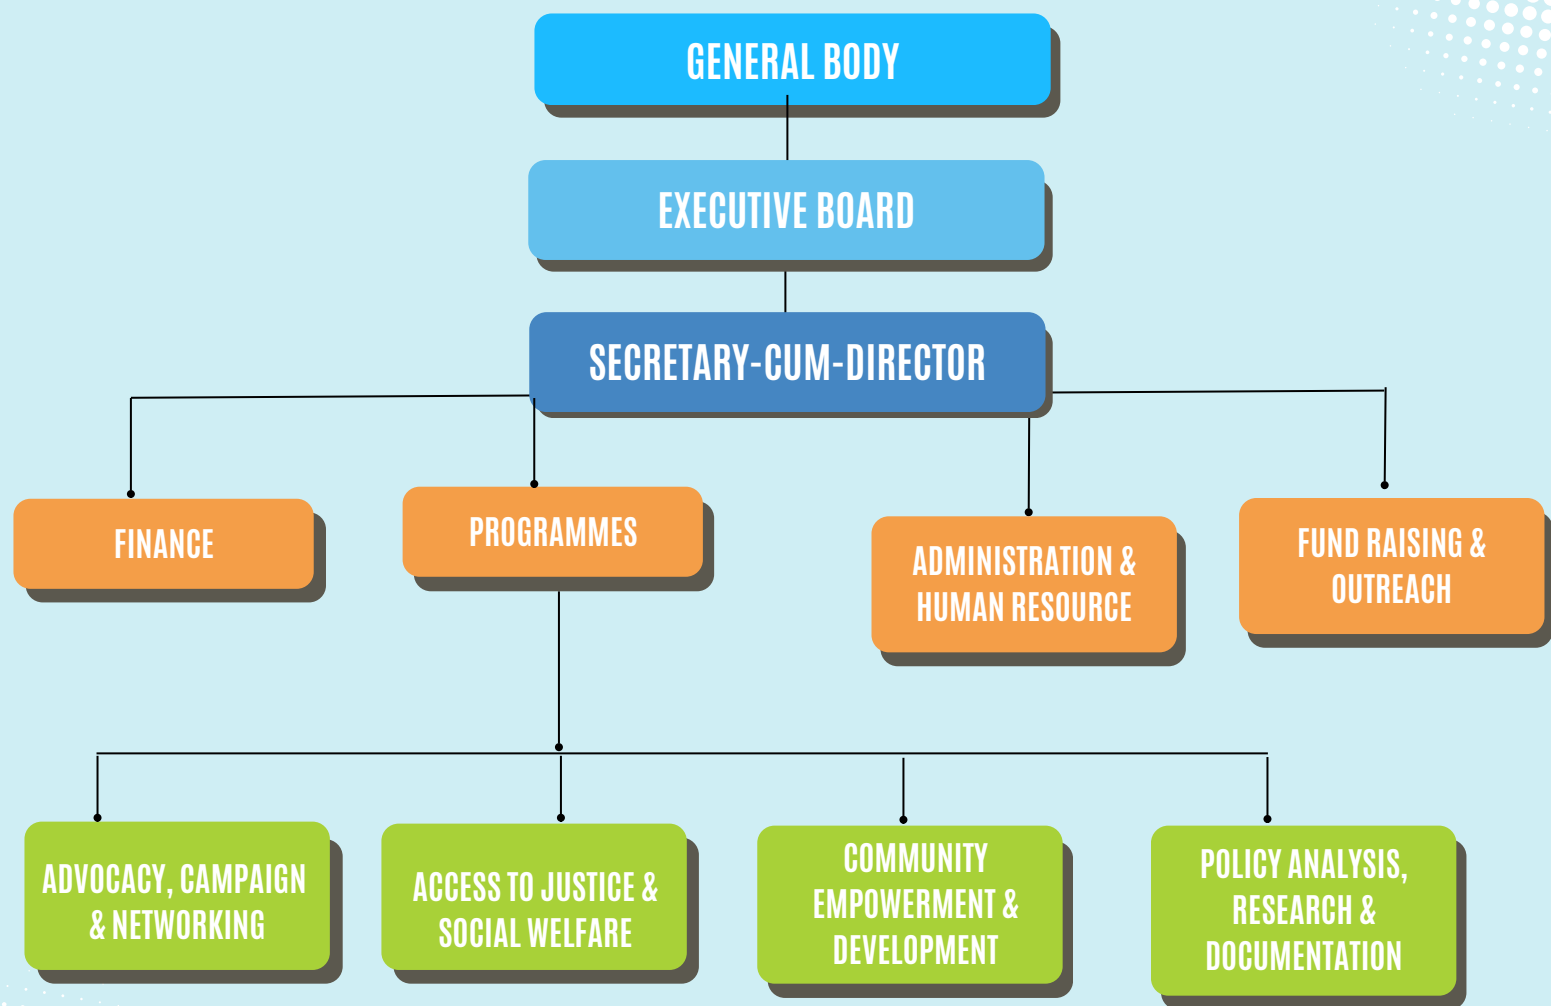 GENERAL BODY
EXECUTIVE BOARD
SECRETARY-CUM-DIRECTOR
FINANCE
PROGRAMMES
ADMINISTRATION &
HUMAN RESOURCE
FUND RAISING &
OUTREACH
ADVOCACY, CAMPAIGN
& NETWORKING
ACCESS TO JUSTICE &
SOCIAL WELFARE
COMMUNITY
EMPOWERMENT &
DEVELOPMENT
POLICY ANALYSIS,
RESEARCH &
DOCUMENTATION